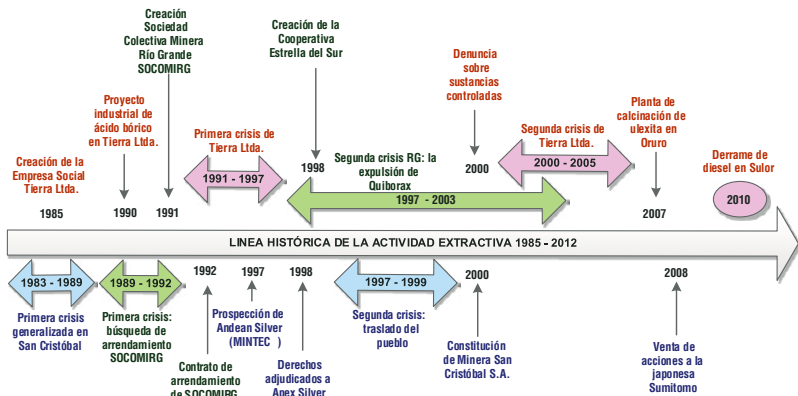 Creación
Sociedad
Colectiva Minera
Río Grande
SOCOMIRG
Creación de la
Cooperativa
Estrella del Sur
Denuncia
sobre
sustancias
controladas
Proyecto
industrial de
ácido bórico
en Tierra Ltda.
Primera crisis de
Tierra Ltda.
Segunda crisis RG: la
expulsión de
Quiborax
Segunda crisis de
Tierra Ltda.
Planta de
calcinación de
ulexita en
Oruro
Derrame de
diesel en Sulor
Creación de la
Empresa Social
Tierra Ltda.
1985
1990
1991
1991 - 1997
1998
1997 - 2003
2000
2000 - 2005
2007
2010
LINEA HISTÓRICA DE LA ACTIVIDAD EXTRACTIVA 1985 - 2012
1983 - 1989
1989 - 1992
1992
1997
1998
1997 - 1999
2000
2008
Primera crisis
generalizada en
San Cristóbal
Primera crisis:
búsqueda de
arrendamiento
SOCOMIRG
Contrato de
arrendamiento
de SOCOMIRG
Prospección de
Andean Silver
(MINTEC )
Derechos
adjudicados a
Apex Silver
Segunda crisis:
traslado del
pueblo
Constitución
de Minera San
Cristóbal S.A.
Venta de
acciones a la
japonesa
Sumitomo